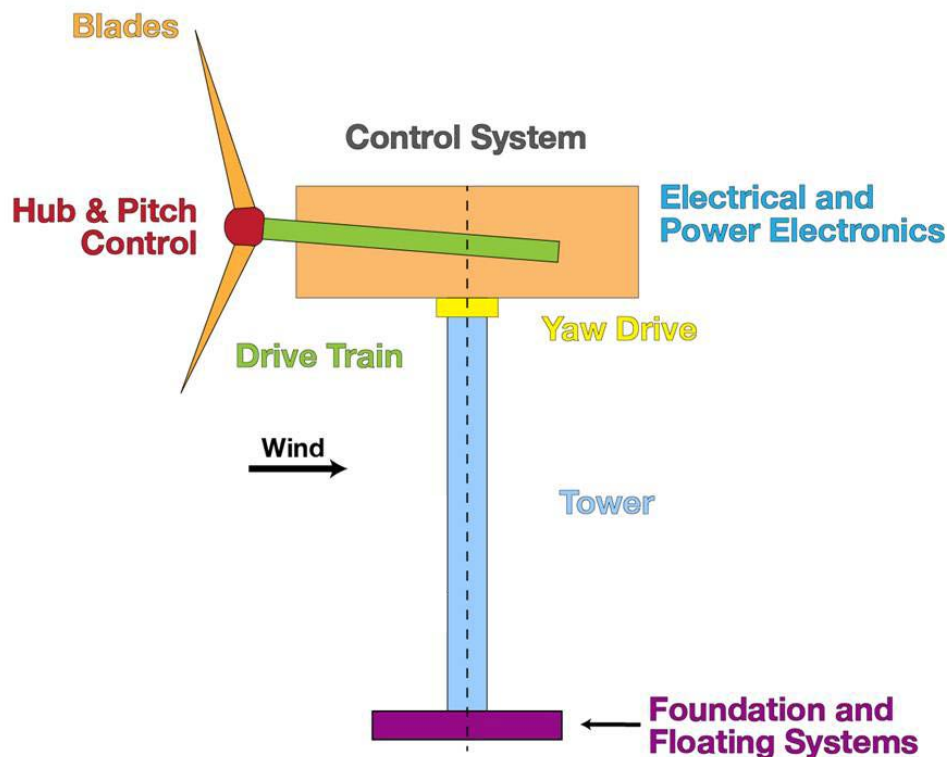 Blades
Control System
Hub & Pitch
Control
Electrical and
Power Electronics
Yaw Drive
Drive Train
Wind
Tower
Foundation and
Floating Systems